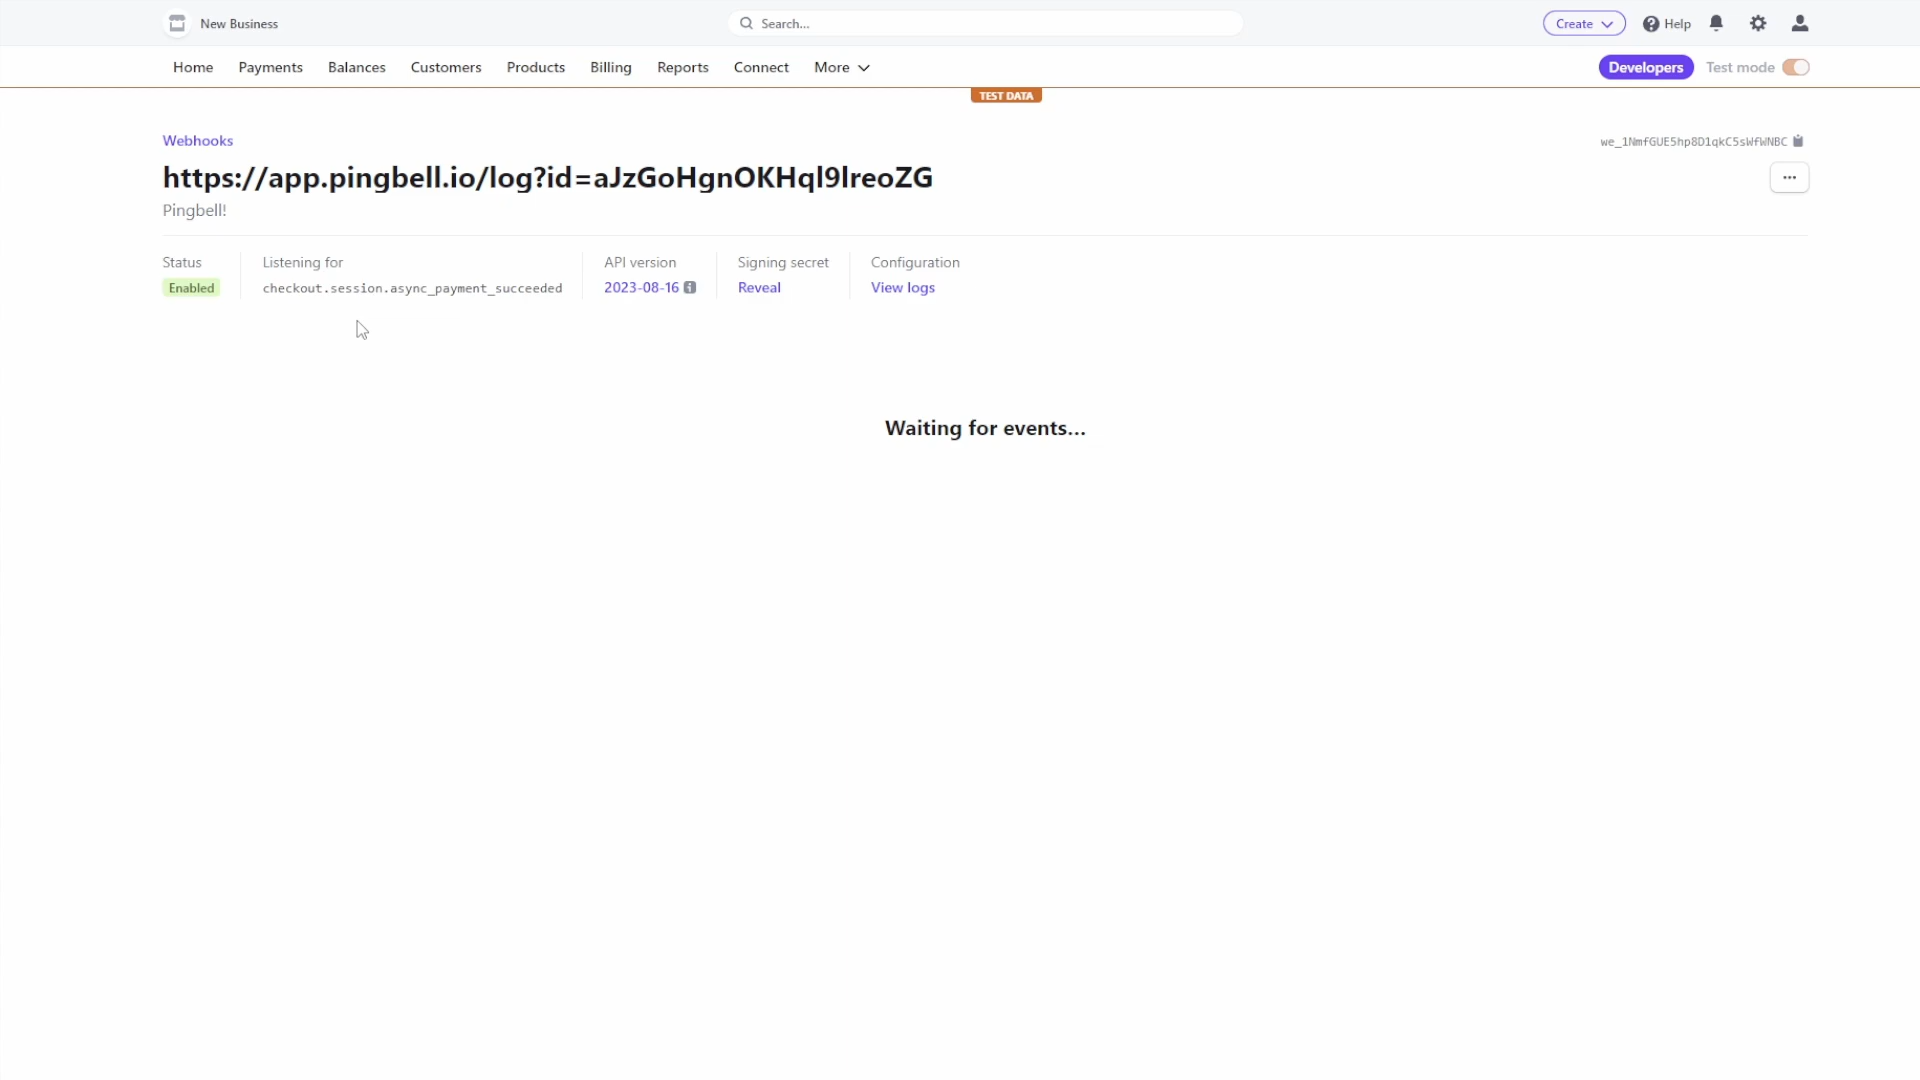 New Business
Search...
Create
Help
Home Payments Balances Customers Products Billing Reports Connect More
Developers Test mode
TEST DATA
Webhooks
we_1NmfGUE5hp8D1qkC5sWfWNBC
https://app.pingbell.io/log?id=aJzGoHgnOKHql9lreoZG
...
Pingbell!
Status Listening for API version Signing secret Configuration
Enabled checkout.session.async_payment_succeeded 2023-08-16 Reveal View logs
Waiting for events...